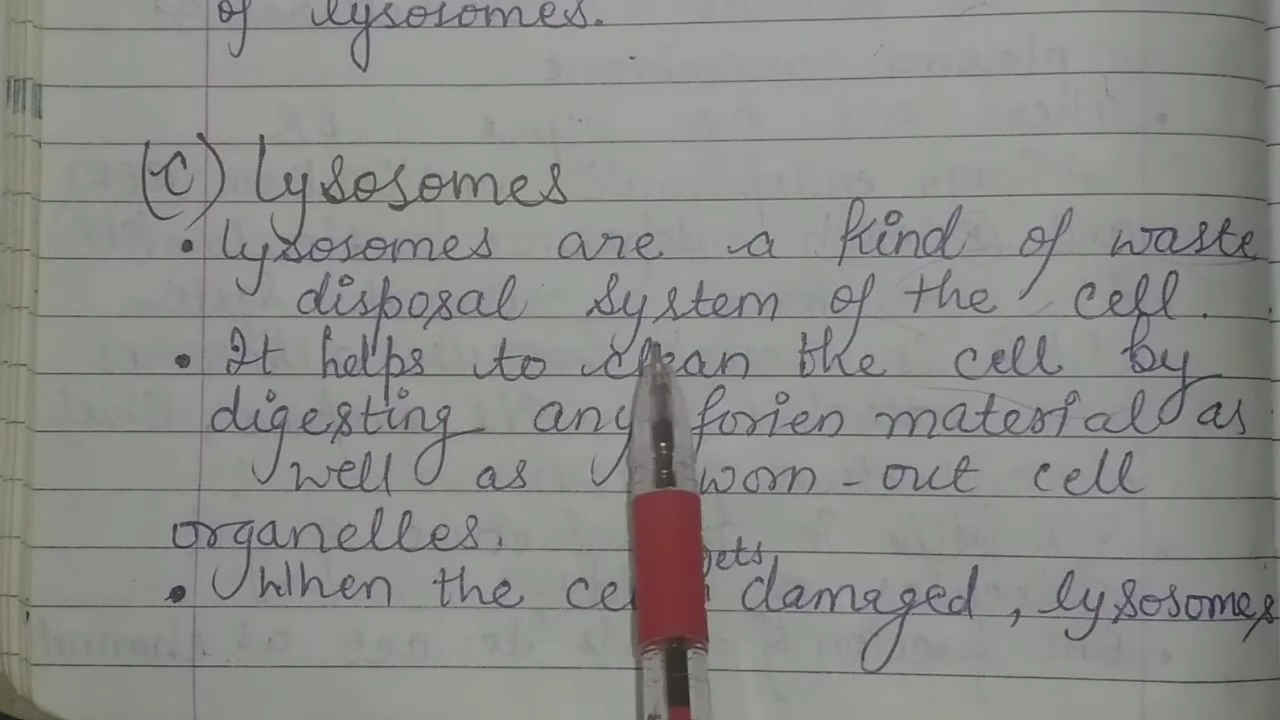 of lysosomes.
(C) lysosomes
• lysosomes are a kind of waste
disposal system of the cell.
• It helps to clean the cell by
digesting any forien material as
well as worn-out cell
organelles.
gets
• When the cell damaged, lysosomes